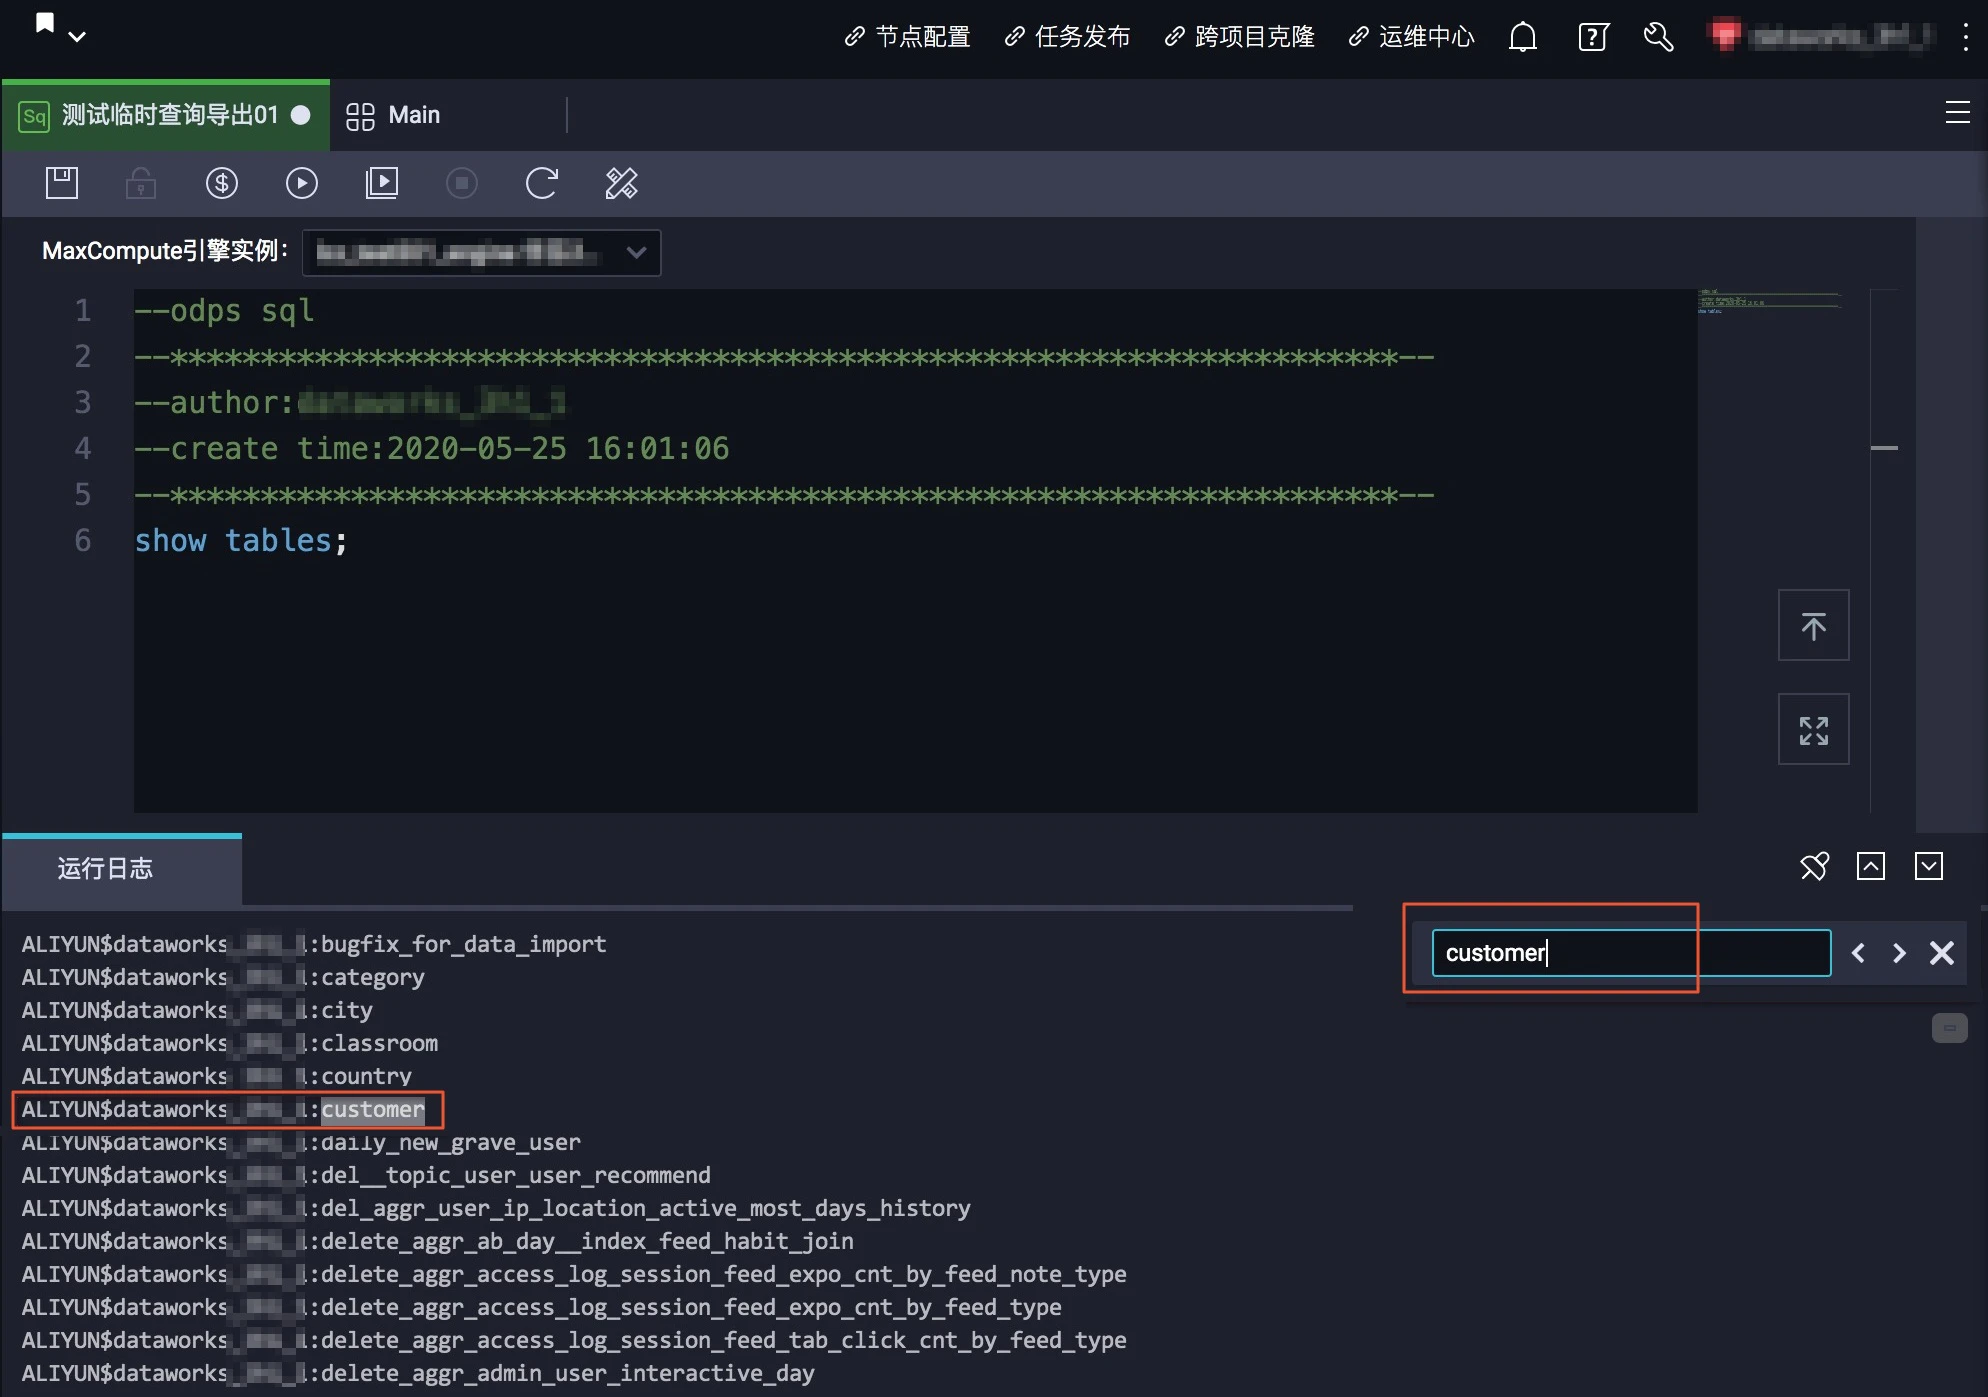 节点配置 任务发布 跨项目克隆 运维中心
Sq 测试临时查询导出01 Main
MaxCompute引擎实例：
1 --odps sql
2 --********************************************************************--
3 --author:
4 --create time:2020-05-25 16:01:06
5 --********************************************************************--
6 show tables;
运行日志
customer
ALIYUN$dataworks :bugfix_for_data_import
ALIYUN$dataworks :category
ALIYUN$dataworks :city
ALIYUN$dataworks :classroom
ALIYUN$dataworks :country
ALIYUN$dataworks :customer
ALIYUN$dataworks :daily_new_grave_user
ALIYUN$dataworks :del__topic_user_user_recommend
ALIYUN$dataworks :del_aggr_user_ip_location_active_most_days_history
ALIYUN$dataworks :delete_aggr_ab_day__index_feed_habit_join
ALIYUN$dataworks :delete_aggr_access_log_session_feed_expo_cnt_by_feed_note_type
ALIYUN$dataworks :delete_aggr_access_log_session_feed_expo_cnt_by_feed_type
ALIYUN$dataworks :delete_aggr_access_log_session_feed_tab_click_cnt_by_feed_type
ALIYUN$dataworks :delete_aggr_admin_user_interactive_day